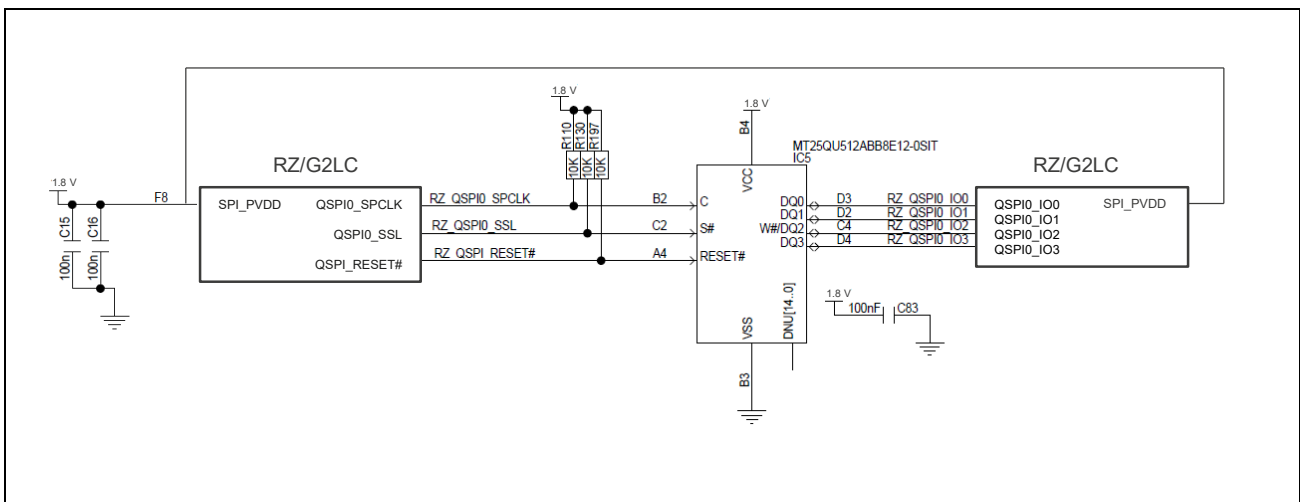 1.8 V
1.8 V
R110
R130
R197
10K
10K
10K
B4
MT25QU512ABB8E12-0SIT
IC5
RZ/G2LC
RZ/G2LC
1.8 V
F8
C15
C16
100n
100n
SPI_PVDD
QSPI0_SPCLK
RZ_QSPI0_SPCLK
B2
C
VCC
DQ0
D3
RZ_QSPI0_IO0
QSPI0_IO0
SPI_PVDD
DQ1
D2
RZ_QSPI0_IO1
QSPI0_IO1
QSPI0_SSL
RZ_QSPI0_SSL
C2
S#
W#/DQ2
C4
RZ_QSPI0_IO2
QSPI0_IO2
DQ3
D4
RZ_QSPI0_IO3
QSPI0_IO3
QSPI_RESET#
RZ_QSPI_RESET#
A4
RESET#
1.8 V
100nF
C83
VSS
DNU[14..0]
B3